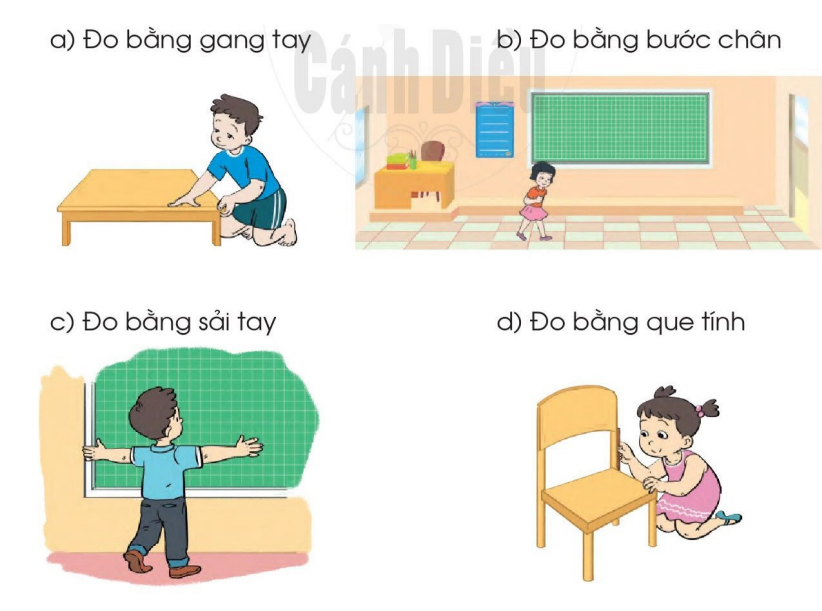 a) Đo bằng gang tay
b) Đo bằng bước chân
Cánh Diều
c) Đo bằng sải tay
d) Đo bằng que tính